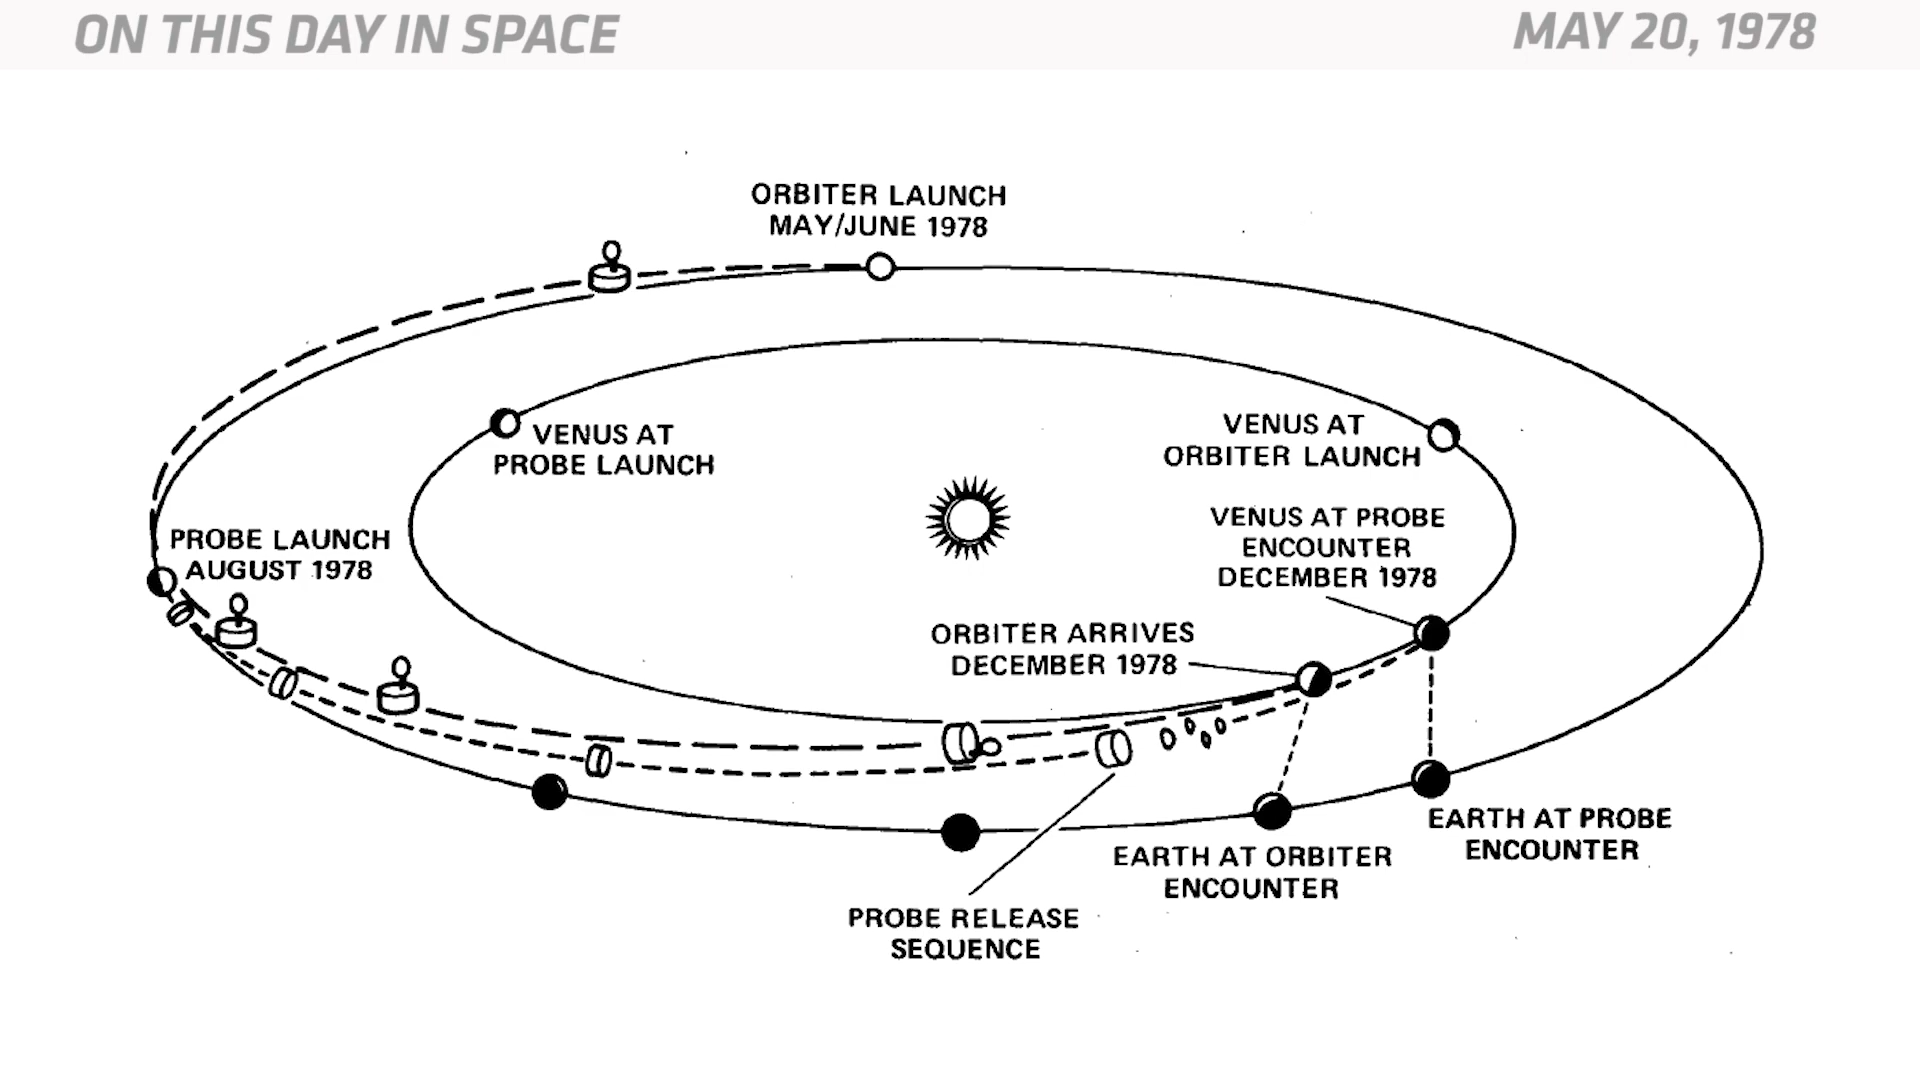 ON THIS DAY IN SPACE
MAY 20, 1978
ORBITER LAUNCH
MAY/JUNE 1978
VENUS AT
PROBE LAUNCH
VENUS AT
ORBITER LAUNCH
VENUS AT PROBE
ENCOUNTER
DECEMBER 1978
PROBE LAUNCH
AUGUST 1978
ORBITER ARRIVES
DECEMBER 1978
EARTH AT PROBE
ENCOUNTER
EARTH AT ORBITER
ENCOUNTER
PROBE RELEASE
SEQUENCE